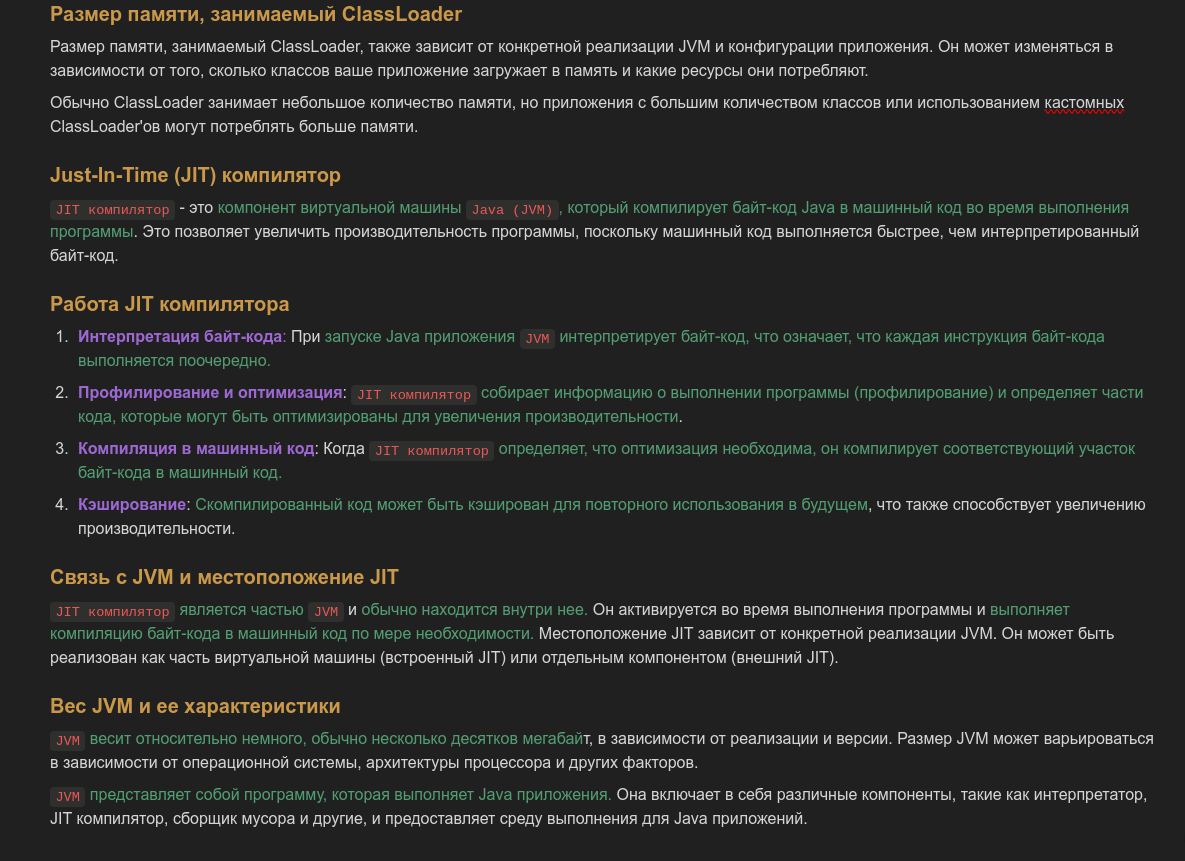 Размер памяти, занимаемый ClassLoader
Размер памяти, занимаемый ClassLoader, также зависит от конкретной реализации JVM и конфигурации приложения. Он может изменяться в
зависимости от того, сколько классов ваше приложение загружает в память и какие ресурсы они потребляют.
Обычно ClassLoader занимает небольшое количество памяти, но приложения с большим количеством классов или использованием кастомных
ClassLoader'ов могут потреблять больше памяти.
Just-In-Time (JIT) компилятор
JIT компилятор - это компонент виртуальной машины Java (JVM), который компилирует байт-код Java в машинный код во время выполнения
программы. Это позволяет увеличить производительность программы, поскольку машинный код выполняется быстрее, чем интерпретированный
байт-код.
Работа JIT компилятора
1. Интерпретация байт-кода: При запуске Java приложения JVM интерпретирует байт-код, что означает, что каждая инструкция байт-кода
выполняется поочередно.
2. Профилирование и оптимизация: JIT компилятор собирает информацию о выполнении программы (профилирование) и определяет части
кода, которые могут быть оптимизированы для увеличения производительности.
3. Компиляция в машинный код: Когда JIT компилятор определяет, что оптимизация необходима, он компилирует соответствующий участок
байт-кода в машинный код.
4. Кэширование: Скомпилированный код может быть кэширован для повторного использования в будущем, что также способствует увеличению
производительности.
Связь с JVM и местоположение JIT
JIT компилятор является частью JVM и обычно находится внутри нее. Он активируется во время выполнения программы и выполняет
компиляцию байт-кода в машинный код по мере необходимости. Местоположение JIT зависит от конкретной реализации JVM. Он может быть
реализован как часть виртуальной машины (встроенный JIT) или отдельным компонентом (внешний JIT).
Вес JVM и ее характеристики
JVM весит относительно немного, обычно несколько десятков мегабайт, в зависимости от реализации и версии. Размер JVM может варьироваться
в зависимости от операционной системы, архитектуры процессора и других факторов.
JVM представляет собой программу, которая выполняет Java приложения. Она включает в себя различные компоненты, такие как интерпретатор,
JIT компилятор, сборщик мусора и другие, и предоставляет среду выполнения для Java приложений.